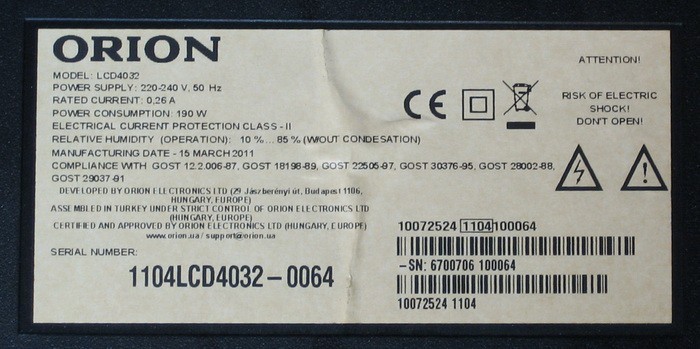 ORION
MODEL: LCD4032
POWER SUPPLY: 220-240 V, 50 Hz
RATED CURRENT: 0,26 A
POWER CONSUMPTION: 190 W
ELECTRICAL CURRENT PROTECTION CLASS - II
RELATIVE HUMIDITY (OPERATION): 10 %... 85 % (W\OUT CONDESATION)
MANUFACTURING DATE - 15 MARCH 2011
COMPLIANCE WITH GOST 12.2.006-87, GOST 18198-89, GOST 22505-97, GOST 30376-95, GOST 28002-88,
GOST 29037-91
DEVELOPED BY ORION ELECTRONICS LTD (29 Jászberényi út, Budapest 1106,
HUNGARY, EUROPE)
ASSEMBLED IN TURKEY UNDER STRICT CONTROL OF ORION ELECTRONICS LTD
(HUNGARY, EUROPE)
CERTIFIED AND APPROVED BY ORION ELECTRONICS LTD (HUNGARY, EUROPE)
www.orion.ua / support@orion.ua
SERIAL NUMBER:
1104LCD4032-0064
CE
ATTENTION!
RISK OF ELECTRIC
SHOCK!
DON'T OPEN!
10072524 1104 100064
-SN: 6700706 100064
10072524 1104